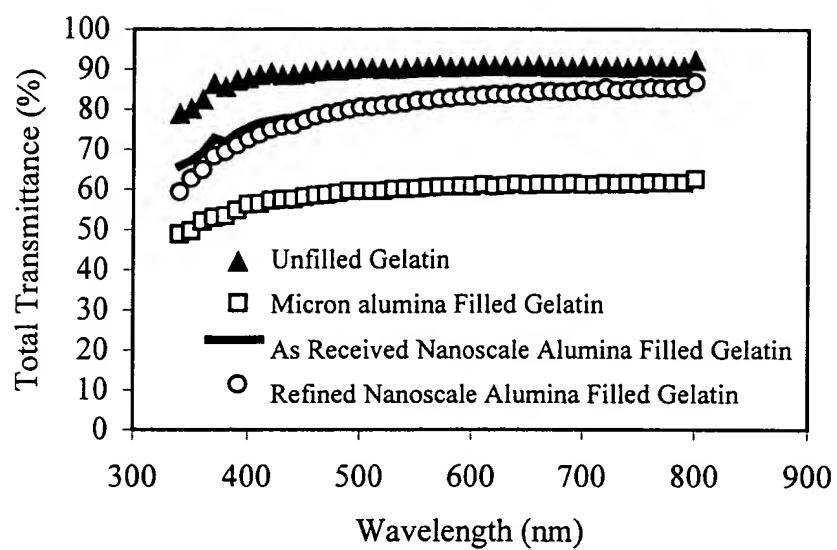 100
90
80
70
60
50
40
30
20
10
0
Total Transmittance (%)
Unfilled Gelatin
Micron alumina Filled Gelatin
As Received Nanoscale Alumina Filled Gelatin
Refined Nanoscale Alumina Filled Gelatin
300 400 500 600 700 800 900
Wavelength (nm)